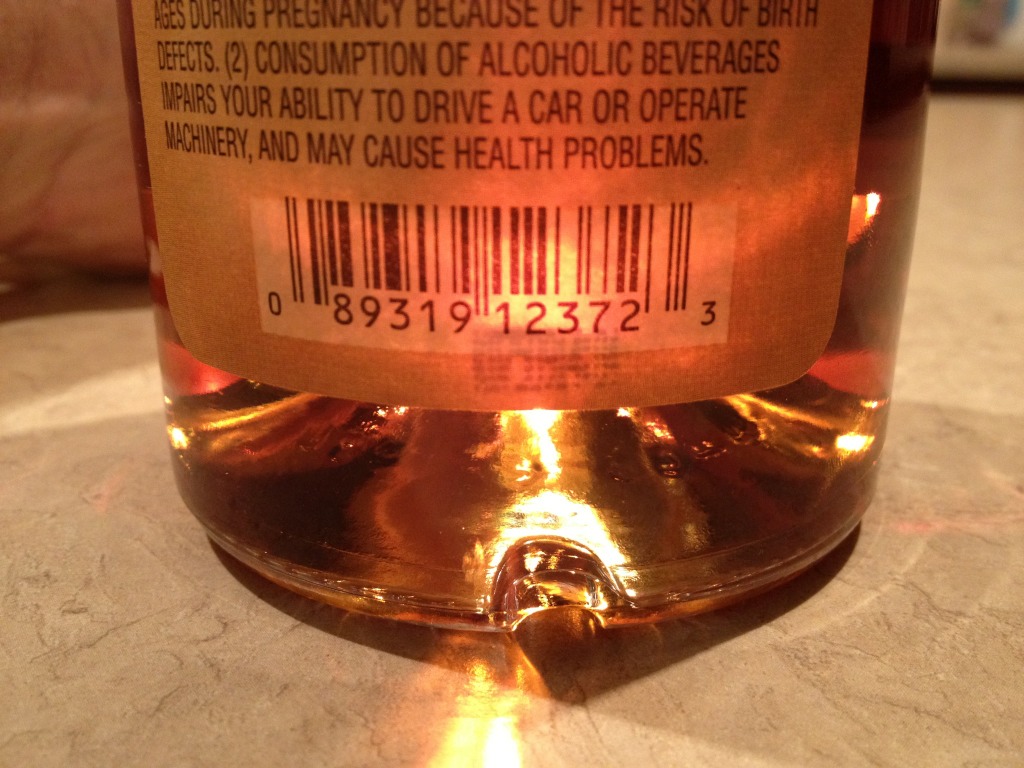 AGES DURING PREGNANCY BECAUSE OF THE RISK OF BIRTH
DEFECTS. (2) CONSUMPTION OF ALCOHOLIC BEVERAGES
IMPAIRS YOUR ABILITY TO DRIVE A CAR OR OPERATE
MACHINERY, AND MAY CAUSE HEALTH PROBLEMS.
0 89319 12372 3